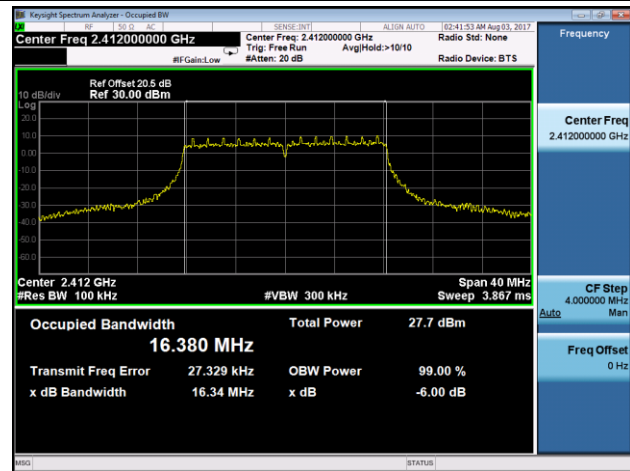 Keysight Spectrum Analyzer - Occupied BW
RF 50 Ω AC SENSE:INT ALIGN AUTO 02:41:53 AM Aug 03, 2017
Center Freq 2.412000000 GHz
Center Freq: 2.412000000 GHz Radio Std: None
Trig: Free Run Avg|Hold:>10/10
#IFGain:Low #Atten: 20 dB Radio Device: BTS
Ref Offset 20.5 dB
10 dB/div Ref 30.00 dBm
Log
20.0
10.0
0.00
-10.0
-20.0
-30.0
-40.0
-50.0
-60.0
Center 2.412 GHz Span 40 MHz
#Res BW 100 kHz #VBW 300 kHz Sweep 3.867 ms
Occupied Bandwidth Total Power 27.7 dBm
16.380 MHz
Transmit Freq Error 27.329 kHz OBW Power 99.00 %
x dB Bandwidth 16.34 MHz x dB -6.00 dB
MSG STATUS
Frequency
Center Freq
2.412000000 GHz
CF Step
4.000000 MHz
Auto Man
Freq Offset
0 Hz